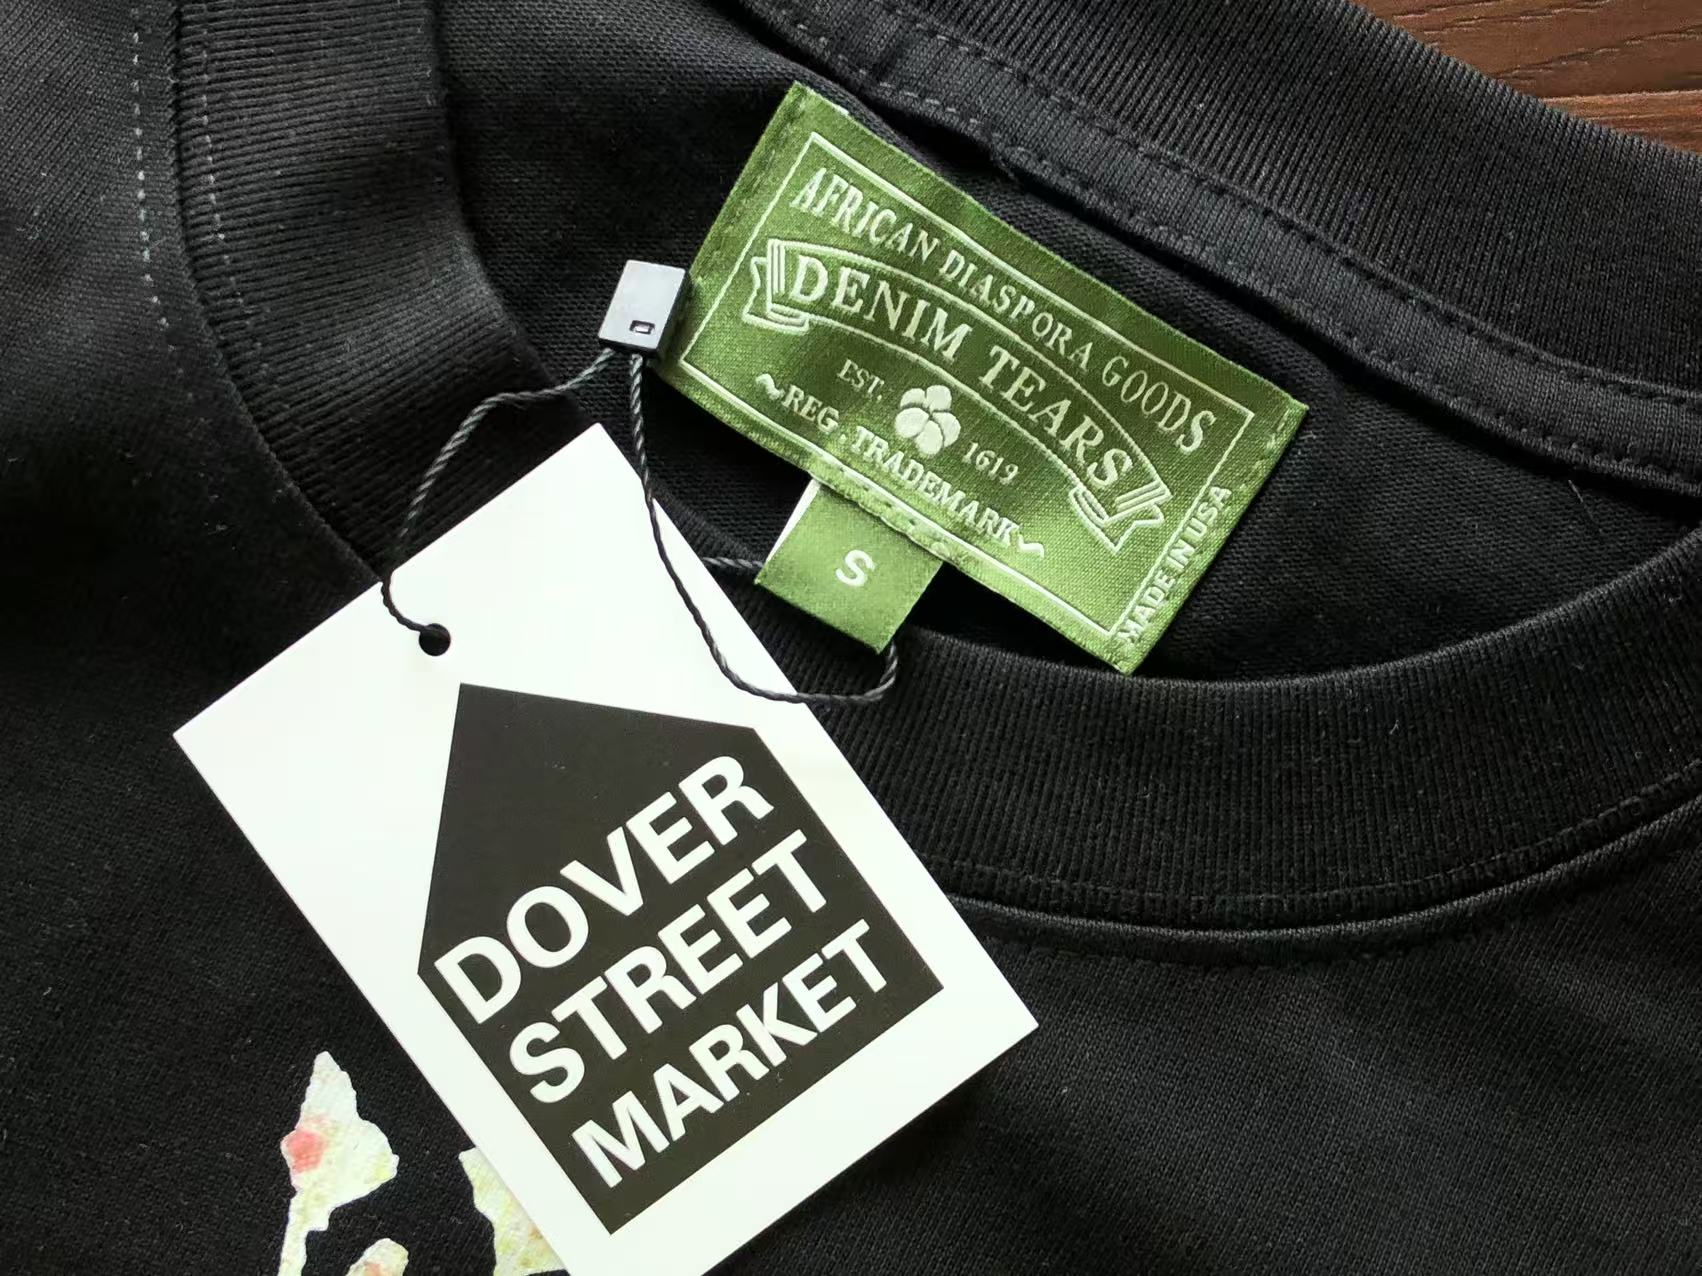 AFRICAN DIASPORA GOODS
DENIM TEARS
EST. 1619
~REG. TRADEMARK~
MADE IN USA
S
DOVER
STREET
MARKET